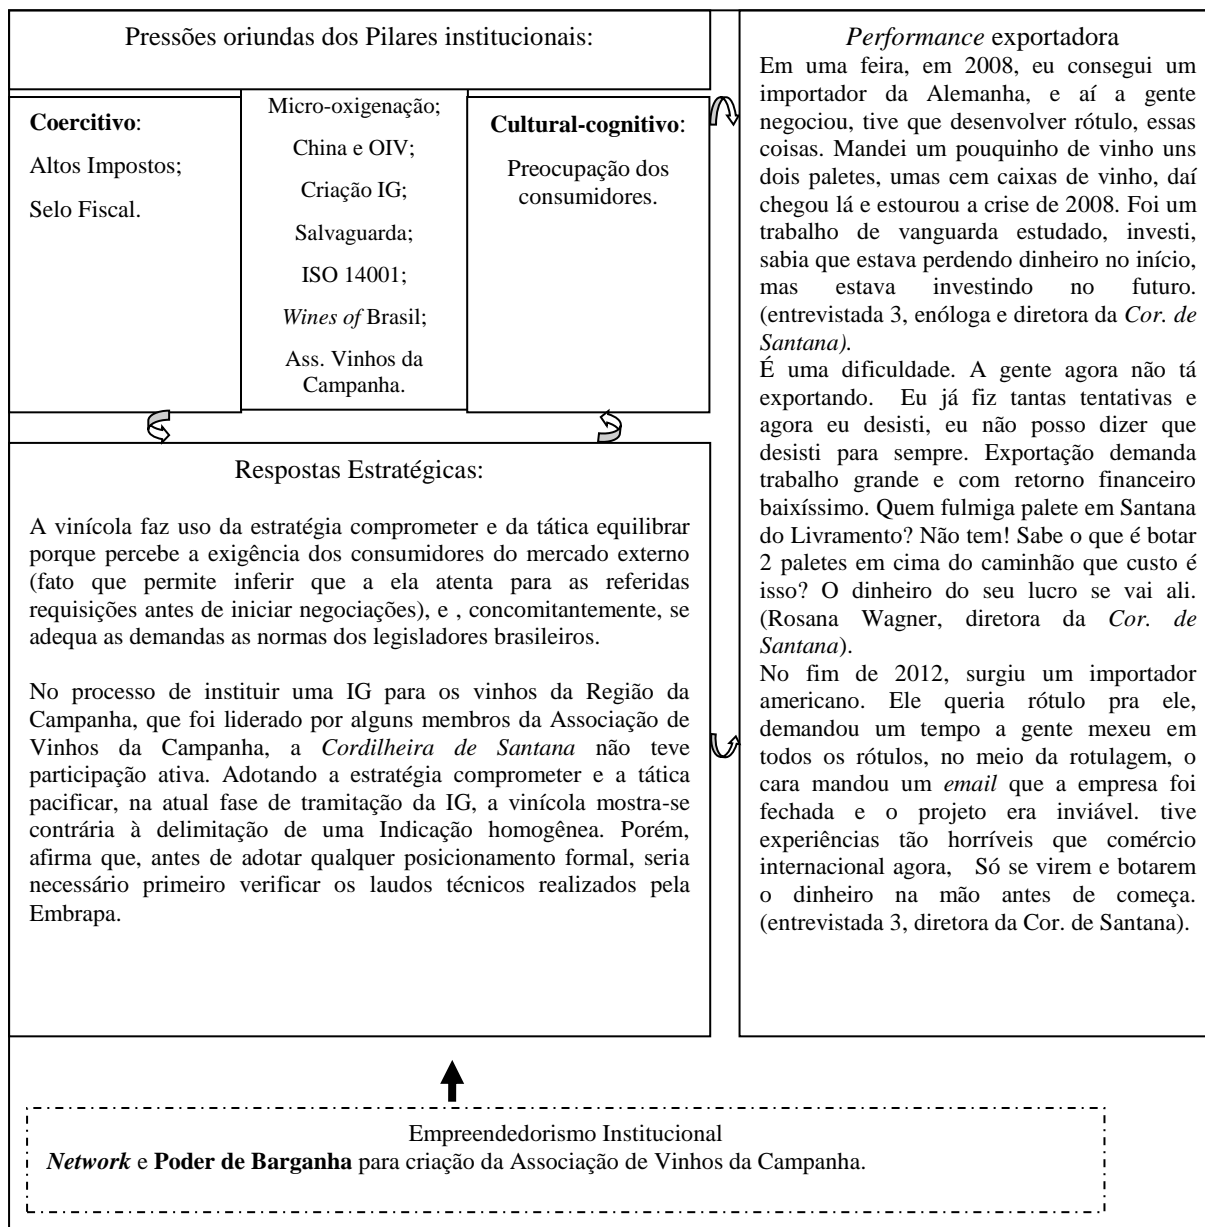 Pressões oriundas dos Pilares institucionais:
Coercitivo:
Altos Impostos;
Selo Fiscal.
Micro-oxigenação;
China e OIV;
Criação IG;
Salvaguarda;
ISO 14001;
Wines of Brasil;
Ass. Vinhos da
Campanha.
Cultural-cognitivo:
Preocupação dos
consumidores.
Respostas Estratégicas:
A vinícola faz uso da estratégia comprometer e da tática equilibrar
porque percebe a exigência dos consumidores do mercado externo
(fato que permite inferir que a ela atenta para as referidas
requisições antes de iniciar negociações), e , concomitantemente, se
adequa as demandas as normas dos legisladores brasileiros.
No processo de instituir uma IG para os vinhos da Região da
Campanha, que foi liderado por alguns membros da Associação de
Vinhos da Campanha, a Cordilheira de Santana não teve
participação ativa. Adotando a estratégia comprometer e a tática
pacificar, na atual fase de tramitação da IG, a vinícola mostra-se
contrária à delimitação de uma Indicação homogênea. Porém,
afirma que, antes de adotar qualquer posicionamento formal, seria
necessário primeiro verificar os laudos técnicos realizados pela
Embrapa.
Performance exportadora
Em uma feira, em 2008, eu consegui um
importador da Alemanha, e aí a gente
negociou, tive que desenvolver rótulo, essas
coisas. Mandei um pouquinho de vinho uns
dois paletes, umas cem caixas de vinho, daí
chegou lá e estourou a crise de 2008. Foi um
trabalho de vanguarda estudado, investi,
sabia que estava perdendo dinheiro no início,
mas estava investindo no futuro.
(entrevistada 3, enóloga e diretora da Cor. de
Santana).
É uma dificuldade. A gente agora não tá
exportando. Eu já fiz tantas tentativas e
agora eu desisti, eu não posso dizer que
desisti para sempre. Exportação demanda
trabalho grande e com retorno financeiro
baixíssimo. Quem fulmiga palete em Santana
do Livramento? Não tem! Sabe o que é botar
2 paletes em cima do caminhão que custo é
isso? O dinheiro do seu lucro se vai ali.
(Rosana Wagner, diretora da Cor. de
Santana).
No fim de 2012, surgiu um importador
americano. Ele queria rótulo pra ele,
demandou um tempo a gente mexeu em
todos os rótulos, no meio da rotulagem, o
cara mandou um email que a empresa foi
fechada e o projeto era inviável. tive
experiências tão horríveis que comércio
internacional agora, Só se virem e botarem
o dinheiro na mão antes de começa.
(entrevistada 3, diretora da Cor. de Santana).
Empreendedorismo Institucional
Network e Poder de Barganha para criação da Associação de Vinhos da Campanha.